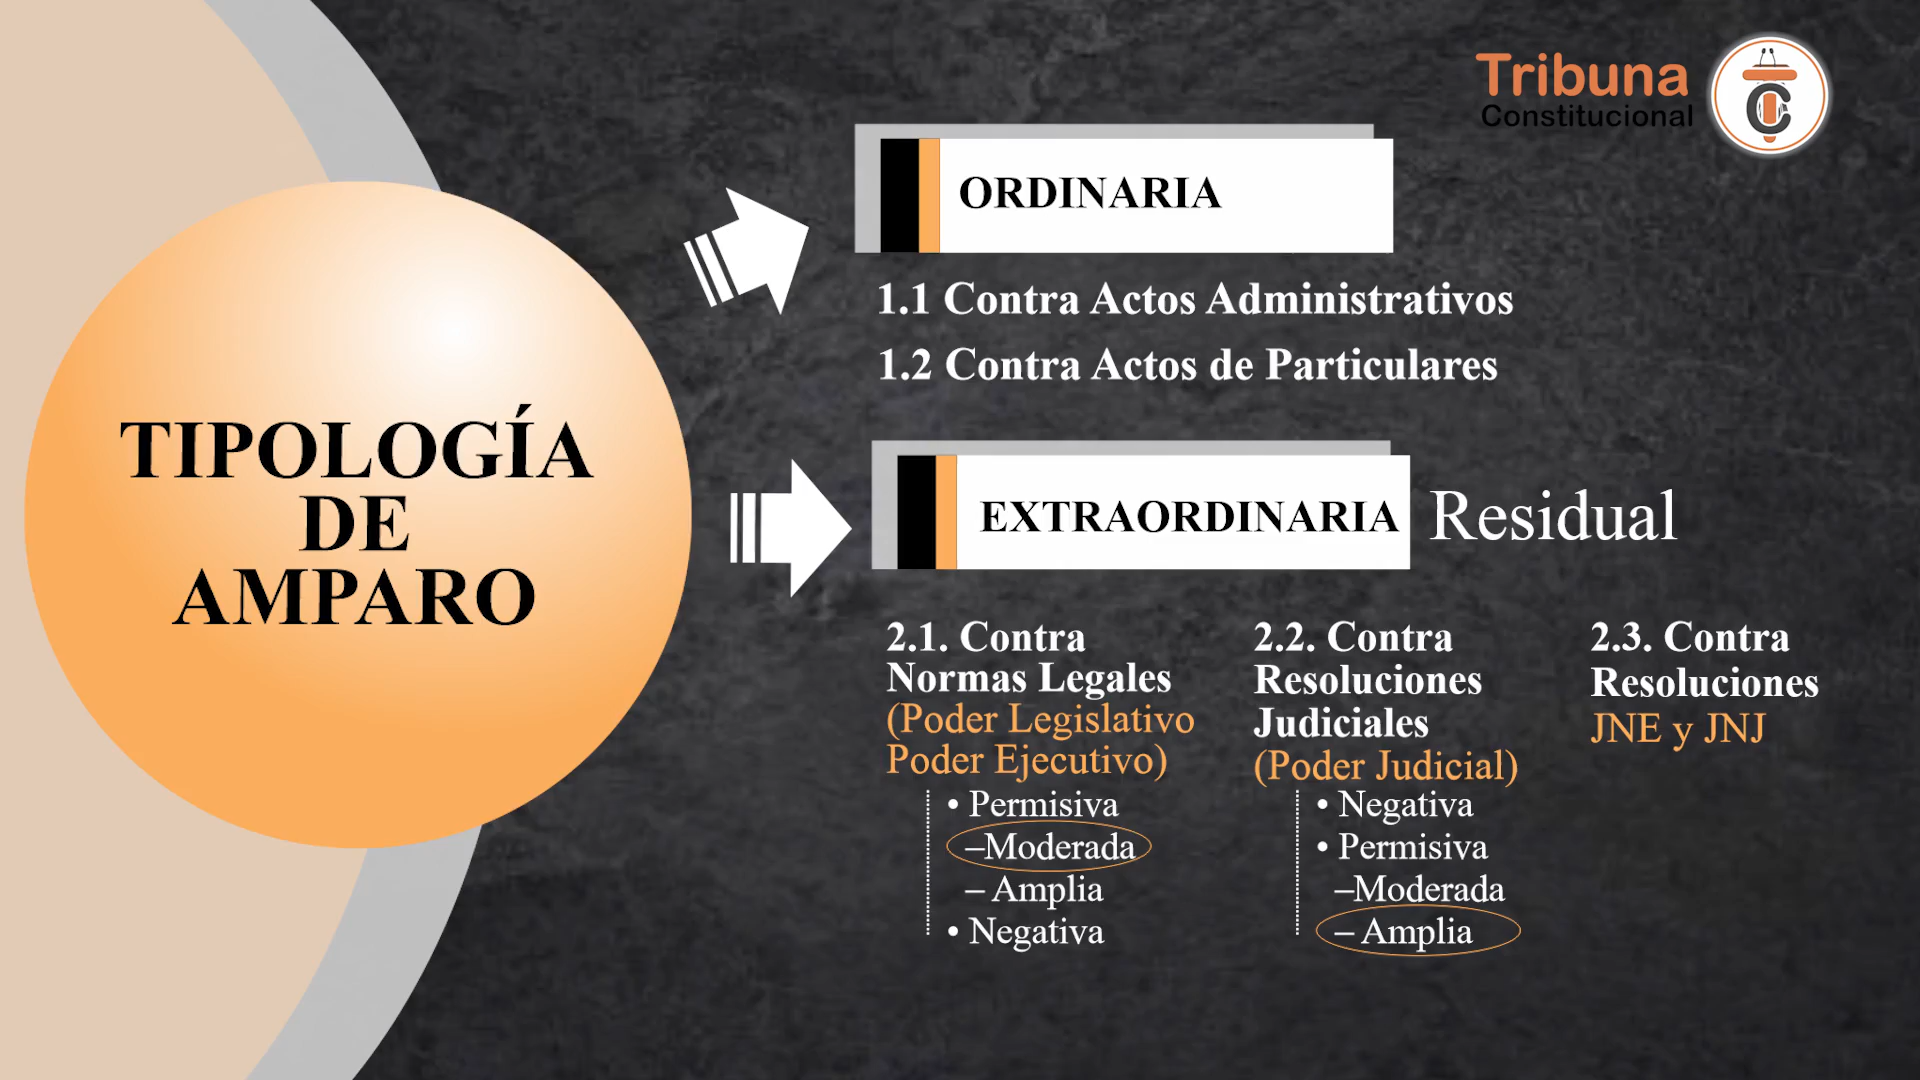 Tribuna
Constitucional
TIPOLOGÍA
DE
AMPARO
ORDINARIA
1.1 Contra Actos Administrativos
1.2 Contra Actos de Particulares
EXTRAORDINARIA Residual
2.1. Contra
Normas Legales
(Poder Legislativo
Poder Ejecutivo)
• Permisiva
–Moderada
– Amplia
• Negativa
2.2. Contra
Resoluciones
Judiciales
(Poder Judicial)
• Negativa
• Permisiva
–Moderada
– Amplia
2.3. Contra
Resoluciones
JNE y JNJ